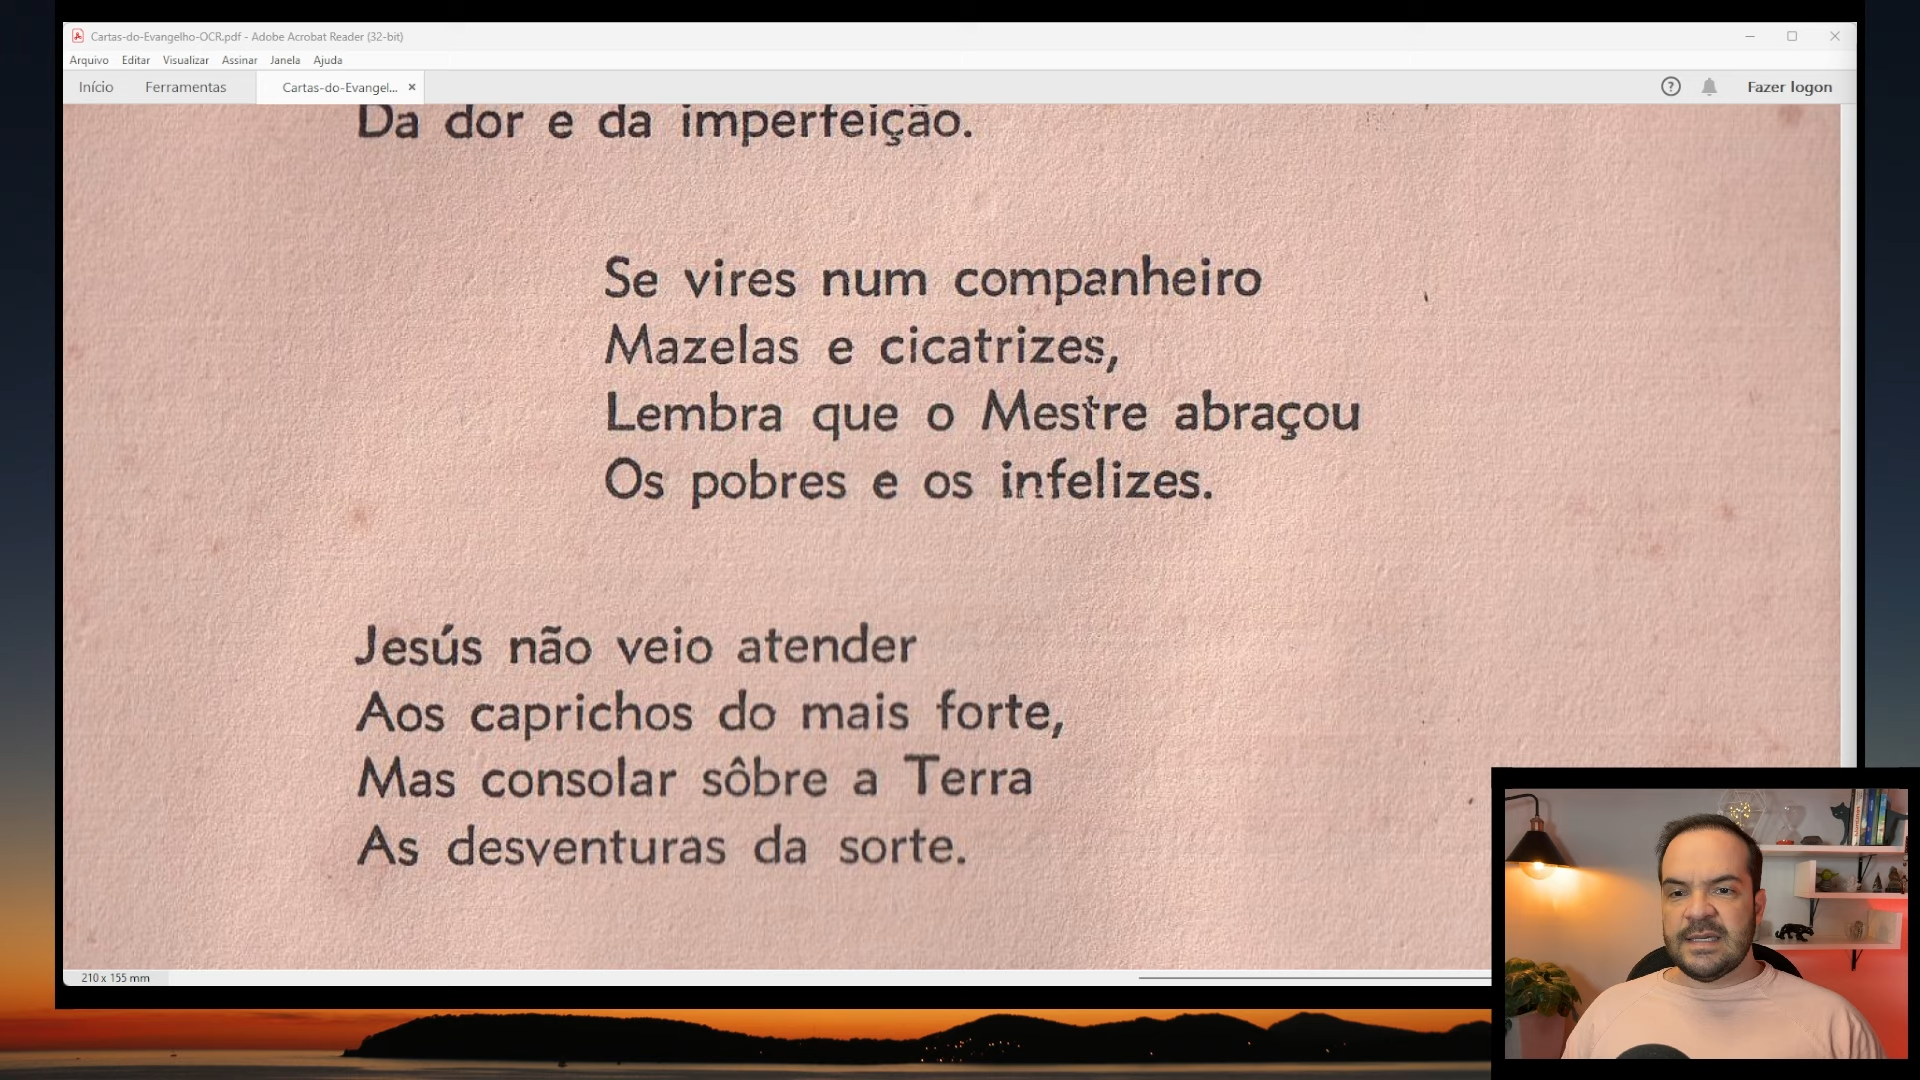 Cartas-do-Evangelho-OCR.pdf - Adobe Acrobat Reader (32-bit)
Arquivo Editar Visualizar Assinar Janela Ajuda
Início Ferramentas Cartas-do-Evangel... × ? Fazer logon
Da dor e da imperfeição.
Se vires num companheiro
Mazelas e cicatrizes,
Lembra que o Mestre abraçou
Os pobres e os infelizes.
Jesús não veio atender
Aos caprichos do mais forte,
Mas consolar sôbre a Terra
As desventuras da sorte.
210 x 155 mm